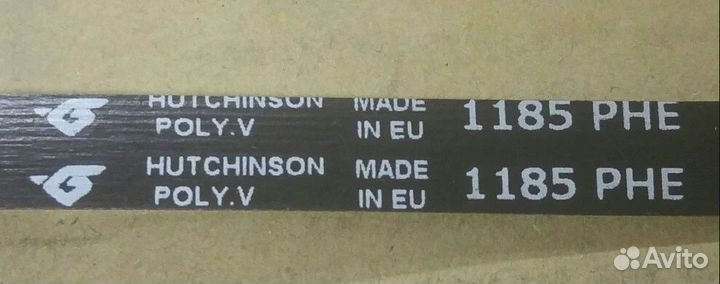 HUTCHINSON MADE 1185 PHE
POLY.V IN EU
HUTCHINSON MADE 1185 PHE
POLY.V IN EU
Avito